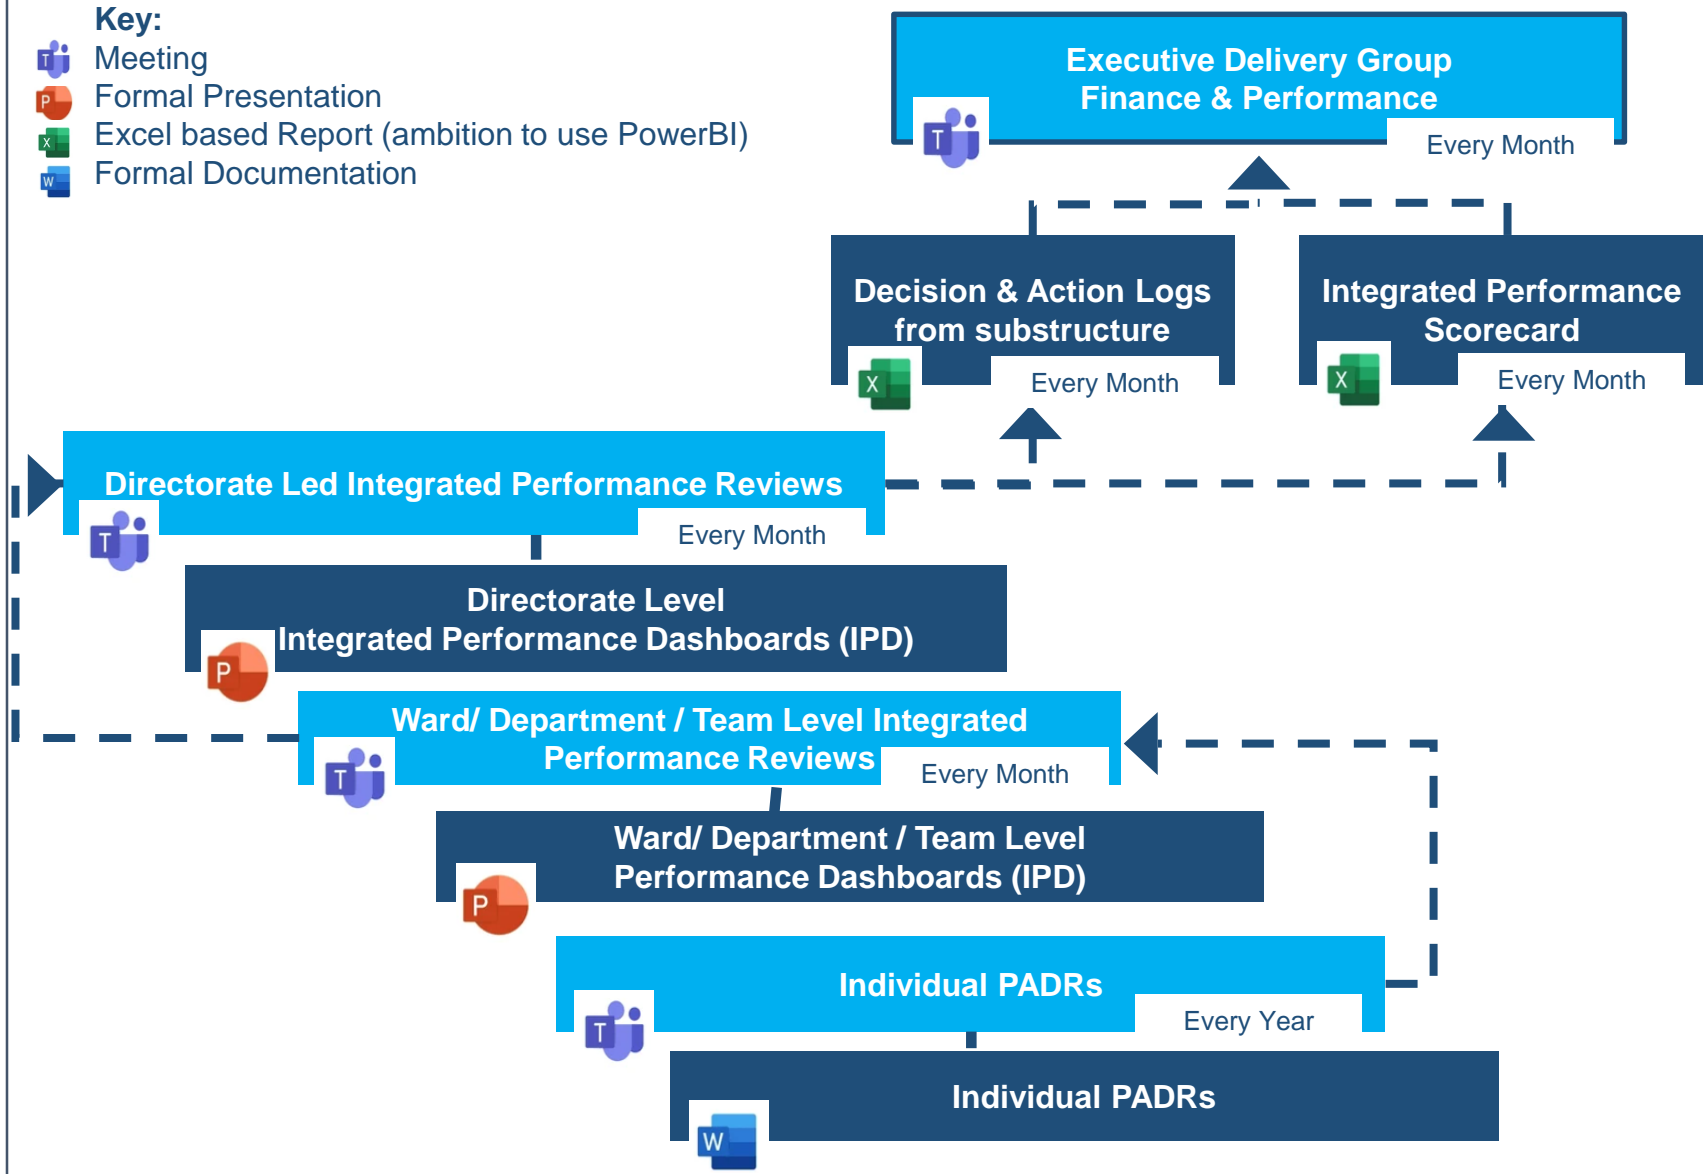 Key:
Meeting
Formal Presentation
Excel based Report (ambition to use PowerBI)
Formal Documentation
Executive Delivery Group
Finance & Performance
Every Month
Decision & Action Logs
from substructure
Every Month
Integrated Performance
Scorecard
Every Month
Directorate Led Integrated Performance Reviews
Every Month
Directorate Level
Integrated Performance Dashboards (IPD)
Ward/ Department / Team Level Integrated
Performance Reviews
Every Month
Ward/ Department / Team Level
Performance Dashboards (IPD)
Individual PADRs
Every Year
Individual PADRs